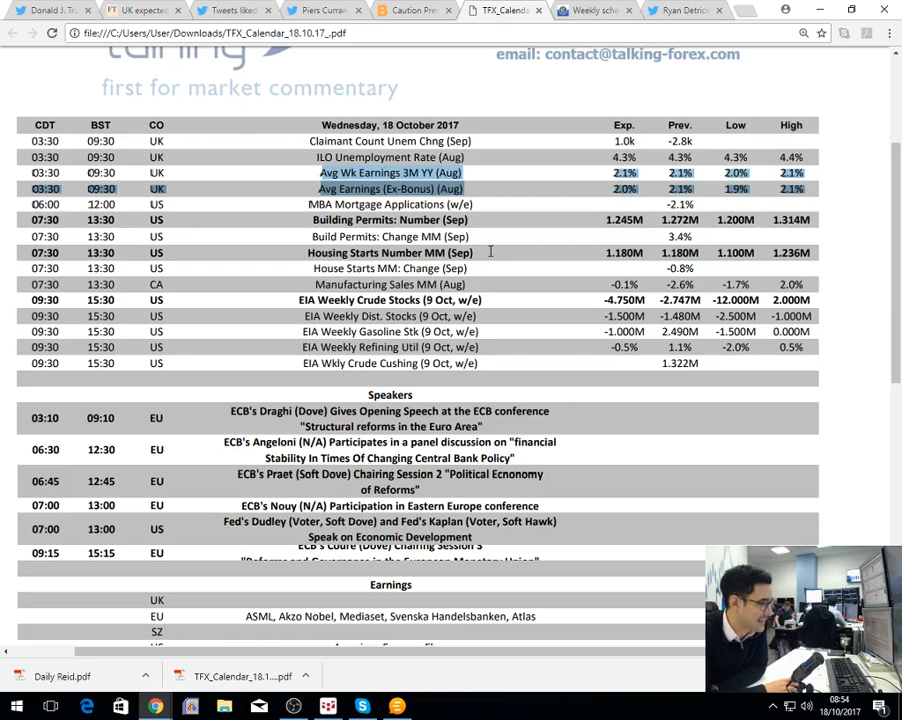 Donald J. Tru
UK expected
Tweets liked
Piers Curran
Caution Pre
TFX_Calenda
Weekly sche
Ryan Detrick
file:///C:/Users/User/Downloads/TFX_Calendar_18.10.17_.pdf
training
email: contact@talking-forex.com
first for market commentary
CDT BST CO Wednesday, 18 October 2017 Exp. Prev. Low High
03:30 09:30 UK Claimant Count Unem Chng (Sep) 1.0k -2.8k
03:30 09:30 UK ILO Unemployment Rate (Aug) 4.3% 4.3% 4.3% 4.4%
03:30 09:30 UK Avg Wk Earnings 3M YY (Aug) 2.1% 2.1% 2.0% 2.1%
03:30 09:30 UK Avg Earnings (Ex-Bonus) (Aug) 2.0% 2.1% 1.9% 2.1%
06:00 12:00 US MBA Mortgage Applications (w/e) -2.1%
07:30 13:30 US Building Permits: Number (Sep) 1.245M 1.272M 1.200M 1.314M
07:30 13:30 US Build Permits: Change MM (Sep) 3.4%
07:30 13:30 US Housing Starts Number MM (Sep) 1.180M 1.180M 1.100M 1.236M
07:30 13:30 US House Starts MM: Change (Sep) -0.8%
07:30 13:30 CA Manufacturing Sales MM (Aug) -0.1% -2.6% -1.7% 2.0%
09:30 15:30 US EIA Weekly Crude Stocks (9 Oct, w/e) -4.750M -2.747M -12.000M 2.000M
09:30 15:30 US EIA Weekly Dist. Stocks (9 Oct, w/e) -1.500M -1.480M -2.500M -1.000M
09:30 15:30 US EIA Weekly Gasoline Stk (9 Oct, w/e) -1.000M 2.490M -1.500M 0.000M
09:30 15:30 US EIA Weekly Refining Util (9 Oct, w/e) -0.5% 1.1% -2.0% 0.5%
09:30 15:30 US EIA Wkly Crude Cushing (9 Oct, w/e) 1.322M
Speakers
03:10 09:10 EU ECB's Draghi (Dove) Gives Opening Speech at the ECB conference
"Structural reforms in the Euro Area"
06:30 12:30 EU ECB's Angeloni (N/A) Participates in a panel discussion on "financial
Stability In Times Of Changing Central Bank Policy"
06:45 12:45 EU ECB's Praet (Soft Dove) Chairing Session 2 "Political Ecnonomy
of Reforms"
07:00 13:00 EU ECB's Nouy (N/A) Participation in Eastern Europe conference
07:00 13:00 US Fed's Dudley (Voter, Soft Dove) and Fed's Kaplan (Voter, Soft Hawk)
Speak on Economic Development
09:15 15:15 EU ECB's Coure (Dove) Chairing Session 3
"Reforms and Governance in the European Monetary Union"
Earnings
UK
EU ASML, Akzo Nobel, Mediaset, Svenska Handelsbanken, Atlas
SZ
Daily Reid.pdf
TFX_Calendar_18.1....pdf
08:54
18/10/2017